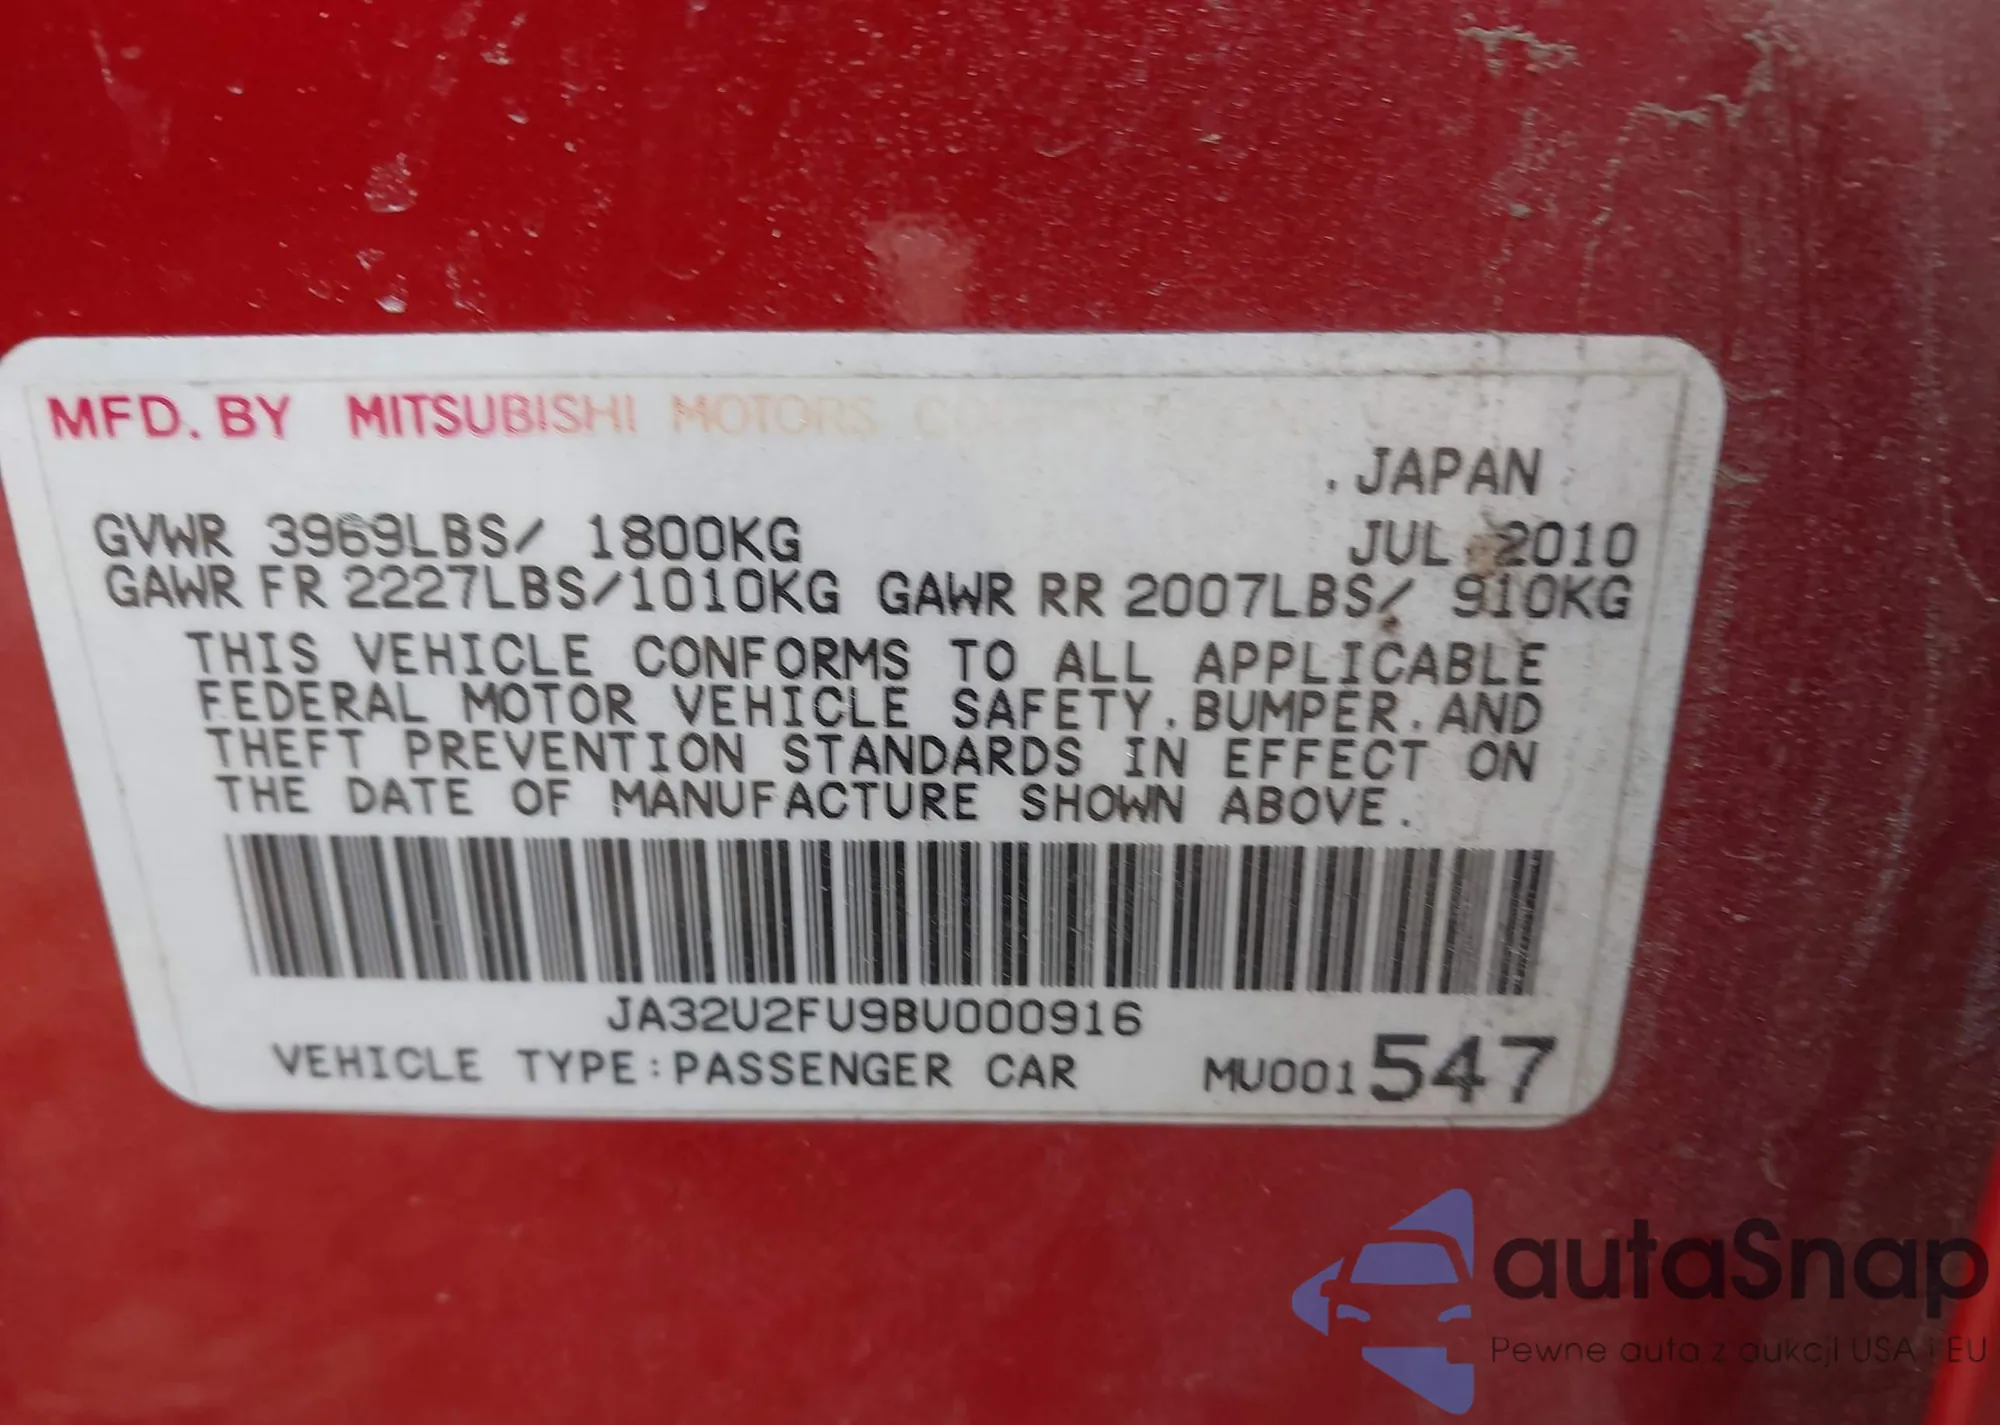 MFD. BY MITSUBISHI MOTORS
.JAPAN
GVWR 3969LBS/ 1800KG JUL 2010
GAWR FR 2227LBS/1010KG GAWR RR 2007LBS/ 910KG
THIS VEHICLE CONFORMS TO ALL APPLICABLE
FEDERAL MOTOR VEHICLE SAFETY.BUMPER.AND
THEFT PREVENTION STANDARDS IN EFFECT ON
THE DATE OF MANUFACTURE SHOWN ABOVE.
JA32U2FU9BU000916
VEHICLE TYPE:PASSENGER CAR MU001547
autaSnap
Pewne auta z aukcji USA i EU